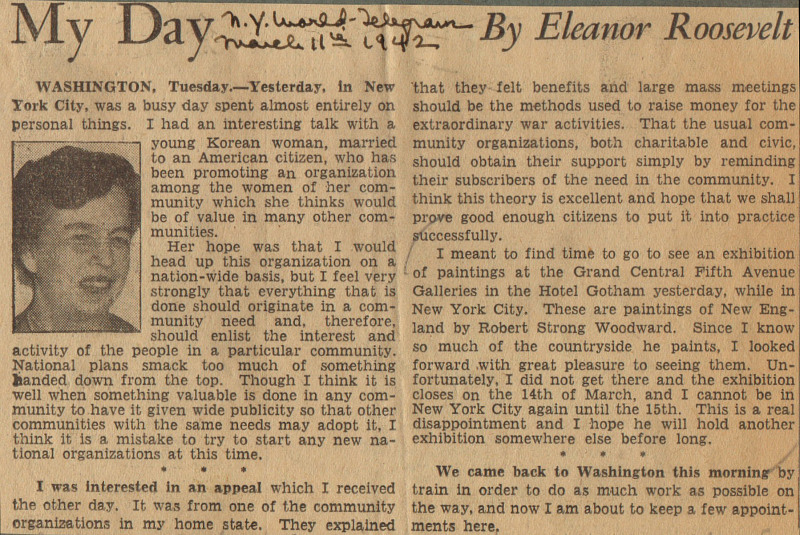 My Day
N.Y. World-Telegram
March 11th 1942
By Eleanor Roosevelt
WASHINGTON, Tuesday.—Yesterday, in New
York City, was a busy day spent almost entirely on
personal things. I had an interesting talk with a
young Korean woman, married
to an American citizen, who has
been promoting an organization
among the women of her com-
munity which she thinks would
be of value in many other com-
munities.
Her hope was that I would
head up this organization on a
nation-wide basis, but I feel very
strongly that everything that is
done should originate in a com-
munity need and, therefore,
should enlist the interest and
activity of the people in a particular community.
National plans smack too much of something
handed down from the top. Though I think it is
well when something valuable is done in any com-
munity to have it given wide publicity so that other
communities with the same needs may adopt it, I
think it is a mistake to try to start any new na-
tional organizations at this time.
* * *
I was interested in an appeal which I received
the other day. It was from one of the community
organizations in my home state. They explained
that they felt benefits and large mass meetings
should be the methods used to raise money for the
extraordinary war activities. That the usual com-
munity organizations, both charitable and civic,
should obtain their support simply by reminding
their subscribers of the need in the community. I
think this theory is excellent and hope that we shall
prove good enough citizens to put it into practice
successfully.
I meant to find time to go to see an exhibition
of paintings at the Grand Central Fifth Avenue
Galleries in the Hotel Gotham yesterday, while in
New York City. These are paintings of New Eng-
land by Robert Strong Woodward. Since I know
so much of the countryside he paints, I looked
forward with great pleasure to seeing them. Un-
fortunately, I did not get there and the exhibition
closes on the 14th of March, and I cannot be in
New York City again until the 15th. This is a real
disappointment and I hope he will hold another
exhibition somewhere else before long.
* * *
We came back to Washington this morning by
train in order to do as much work as possible on
the way, and now I am about to keep a few appoint-
ments here.